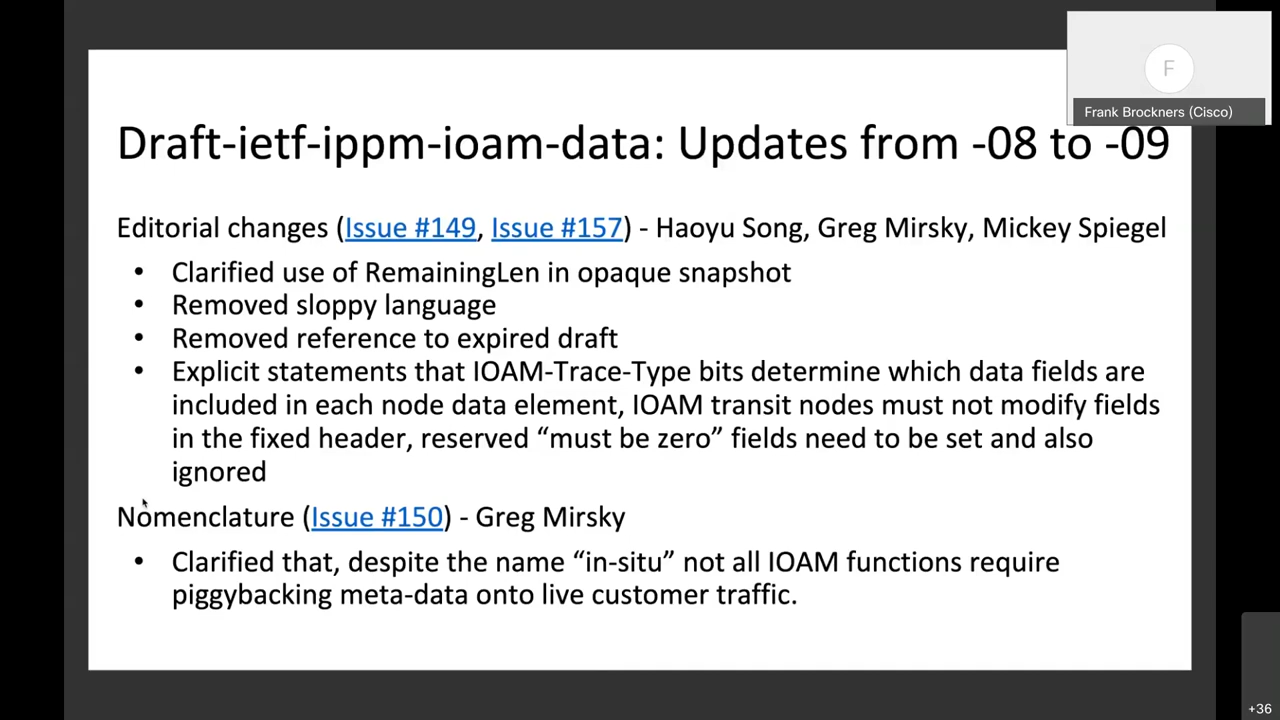 F
Frank Brockners (Cisco)
Draft-ietf-ippm-ioam-data: Updates from -08 to -09
Editorial changes (Issue #149, Issue #157) - Haoyu Song, Greg Mirsky, Mickey Spiegel
• Clarified use of RemainingLen in opaque snapshot
• Removed sloppy language
• Removed reference to expired draft
• Explicit statements that IOAM-Trace-Type bits determine which data fields are
included in each node data element, IOAM transit nodes must not modify fields
in the fixed header, reserved “must be zero” fields need to be set and also
ignored
Nomenclature (Issue #150) - Greg Mirsky
• Clarified that, despite the name “in-situ” not all IOAM functions require
piggybacking meta-data onto live customer traffic.
+36